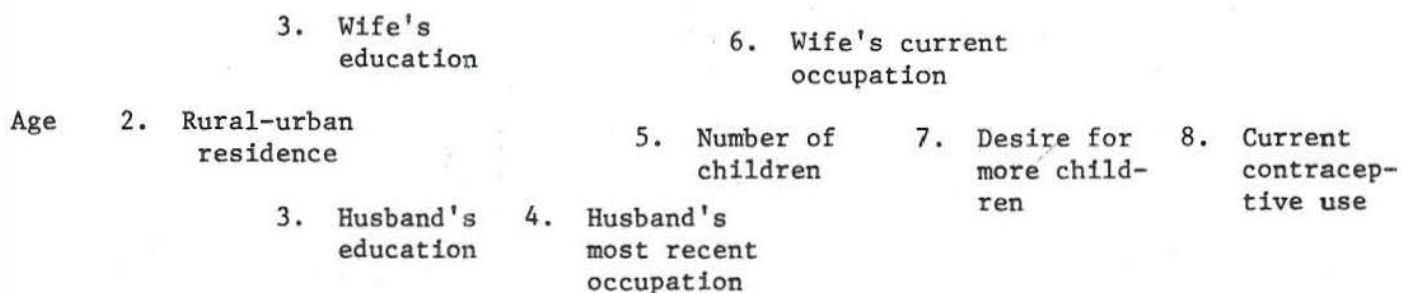 3. Wife's
education
6. Wife's current
occupation
Age
2. Rural-urban
residence
5. Number of
children
7. Desire for
more child-
ren
8. Current
contracep-
tive use
3. Husband's
education
4. Husband's
most recent
occupation